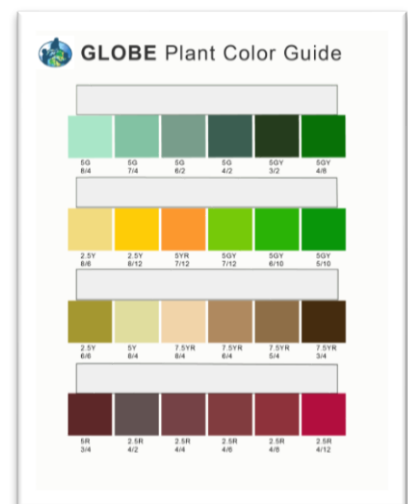 GLOBE Plant Color Guide
5G 5G 5G 5G 5GY 5GY
8/4 7/4 6/2 4/2 3/2 4/8
2.5Y 2.5Y 5YR 5GY 5GY 5GY
8/6 8/12 7/12 7/12 6/10 5/10
2.5Y 5Y 7.5YR 7.5YR 7.5YR 7.5YR
6/8 8/4 8/4 6/4 5/4 3/4
5R 2.5R 2.5R 2.5R 2.5R 2.5R
3/4 4/2 4/4 4/6 4/8 4/12